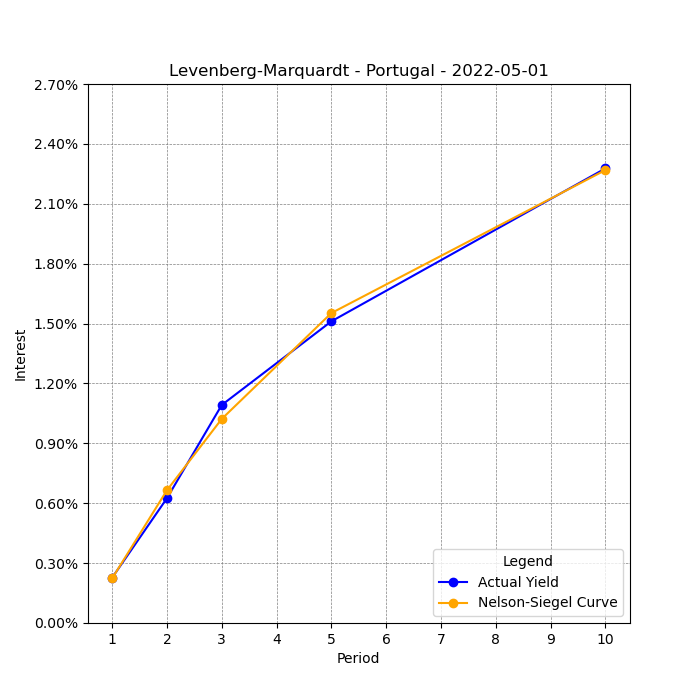 Levenberg-Marquardt - Portugal - 2022-05-01
2.70%
2.40%
2.10%
1.80%
1.50%
1.20%
0.90%
0.60%
0.30%
0.00%
Interest
Legend
Actual Yield
Nelson-Siegel Curve
1 2 3 4 5 6 7 8 9 10
Period